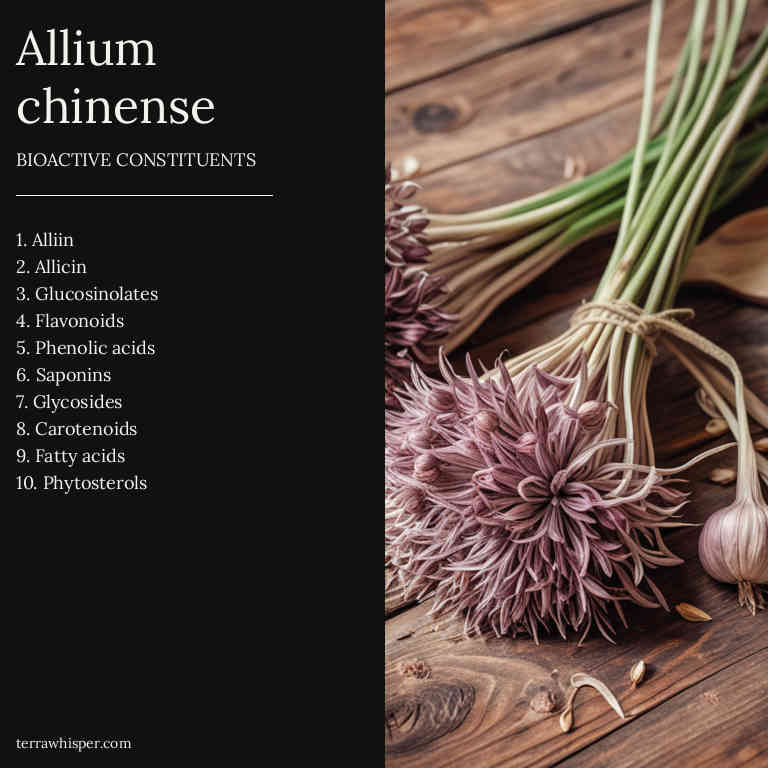 Allium
chinense
BIOACTIVE CONSTITUENTS
1. Alliin
2. Allicin
3. Glucosinolates
4. Flavonoids
5. Phenolic acids
6. Saponins
7. Glycosides
8. Carotenoids
9. Fatty acids
10. Phytosterols
terrawhisper.com